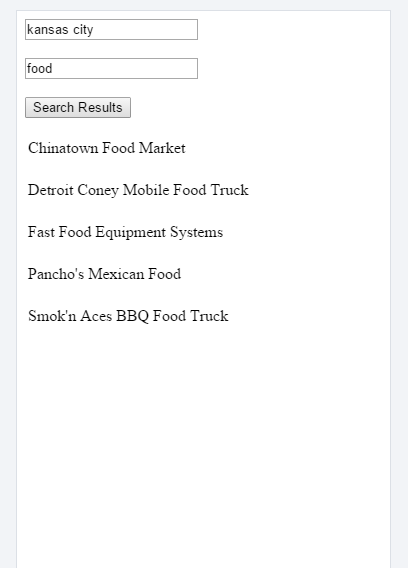 kansas city
food
Search Results
Chinatown Food Market
Detroit Coney Mobile Food Truck
Fast Food Equipment Systems
Pancho's Mexican Food
Smok'n Aces BBQ Food Truck